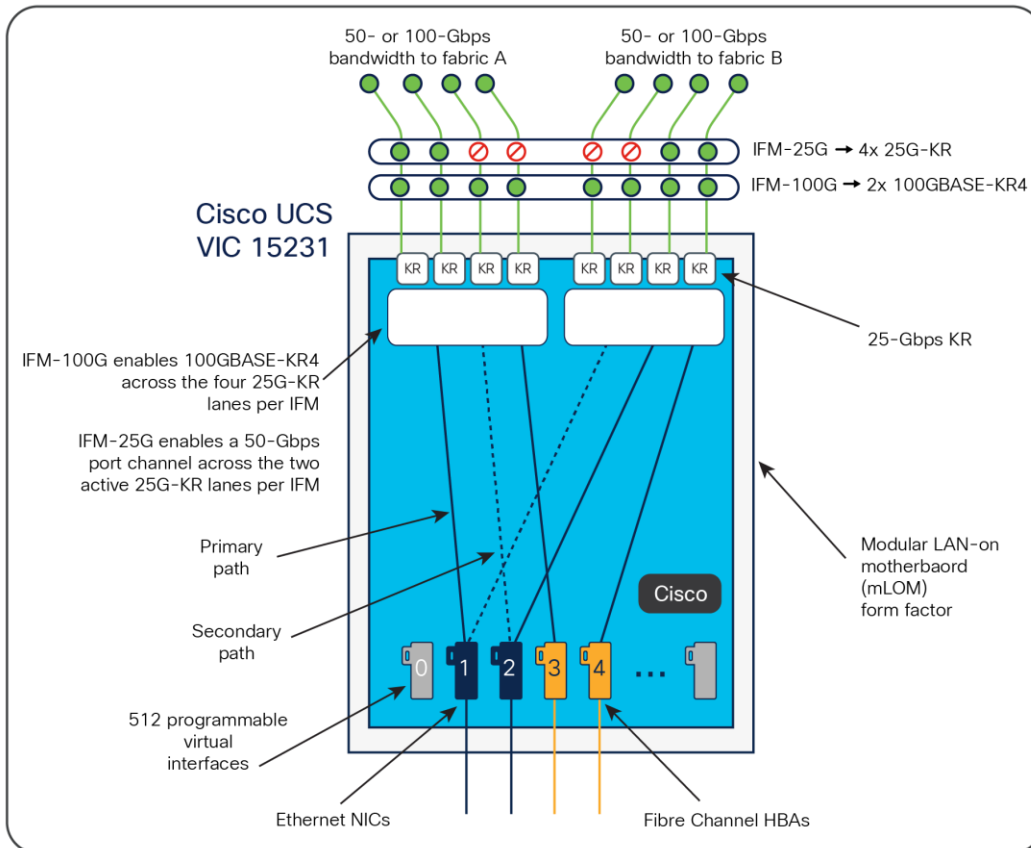 50- or 100-Gbps
bandwidth to fabric A
50- or 100-Gbps
bandwidth to fabric B
IFM-25G → 4x 25G-KR
IFM-100G → 2x 100GBASE-KR4
Cisco UCS
VIC 15231
KR KR KR KR KR KR KR KR
25-Gbps KR
IFM-100G enables 100GBASE-KR4
across the four 25G-KR
lanes per IFM
IFM-25G enables a 50-Gbps
port channel across the two
active 25G-KR lanes per IFM
Primary
path
Modular LAN-on
motherbaord
(mLOM)
form factor
Cisco
Secondary
path
0 1 2 3 4 ...
512 programmable
virtual
interfaces
Ethernet NICs
Fibre Channel HBAs